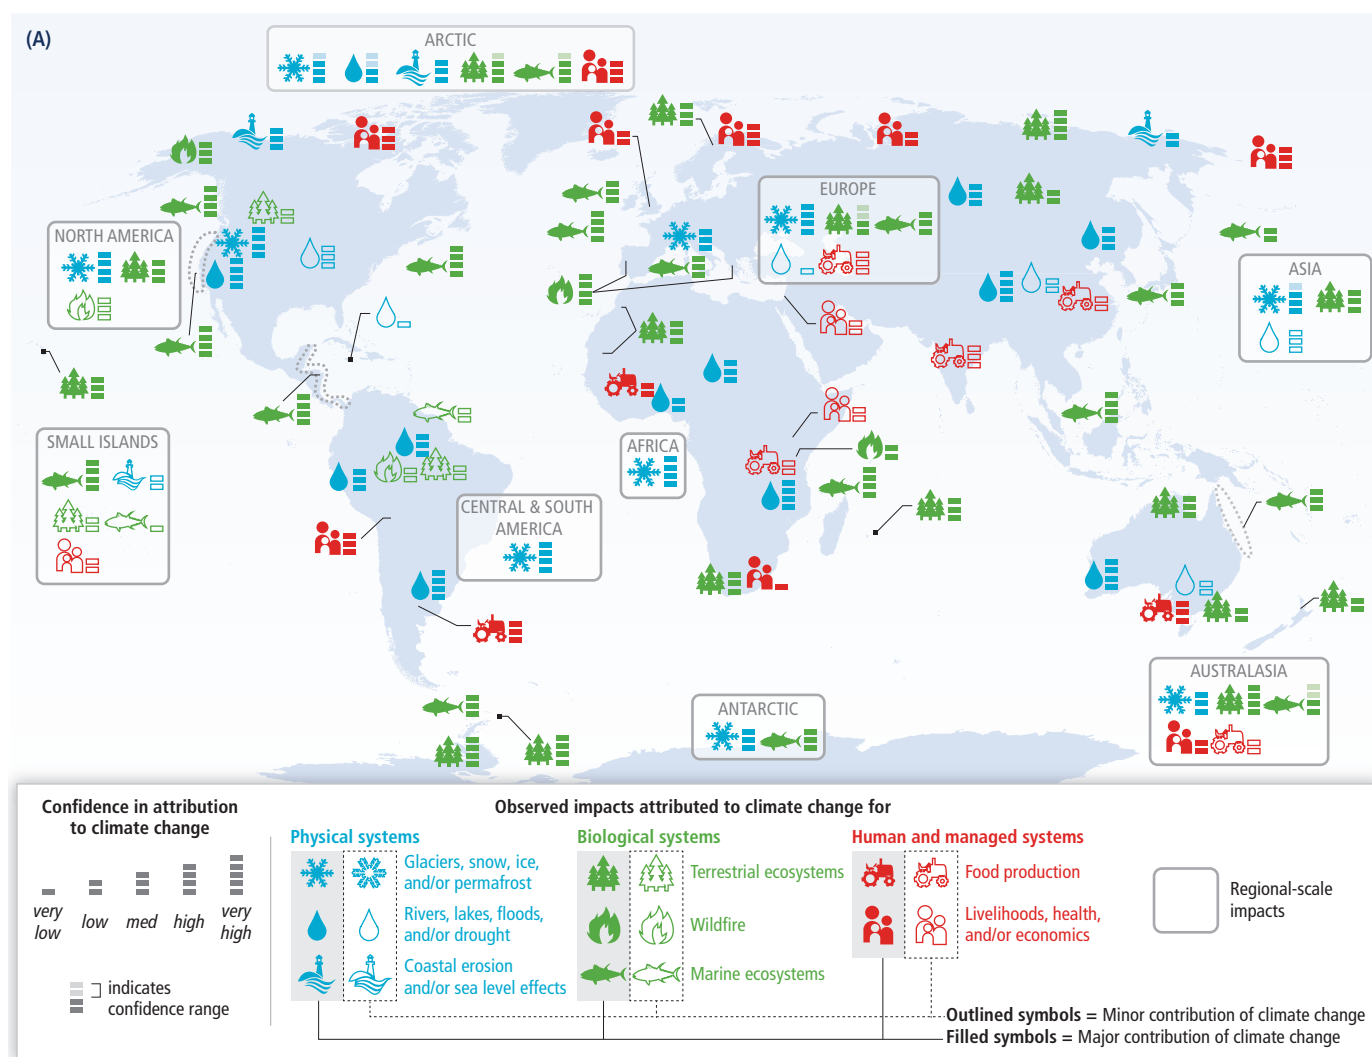 (A)
ARCTIC
NORTH AMERICA
EUROPE
ASIA
SMALL ISLANDS
AFRICA
CENTRAL & SOUTH
AMERICA
ANTARCTIC
AUSTRALASIA
Confidence in attribution
to climate change
very
low
low
med
high
very
high
indicates
confidence range
Observed impacts attributed to climate change for
Physical systems
Glaciers, snow, ice,
and/or permafrost
Rivers, lakes, floods,
and/or drought
Coastal erosion
and/or sea level effects
Biological systems
Terrestrial ecosystems
Wildfire
Marine ecosystems
Human and managed systems
Food production
Livelihoods, health,
and/or economics
Regional-scale
impacts
Outlined symbols = Minor contribution of climate change
Filled symbols = Major contribution of climate change